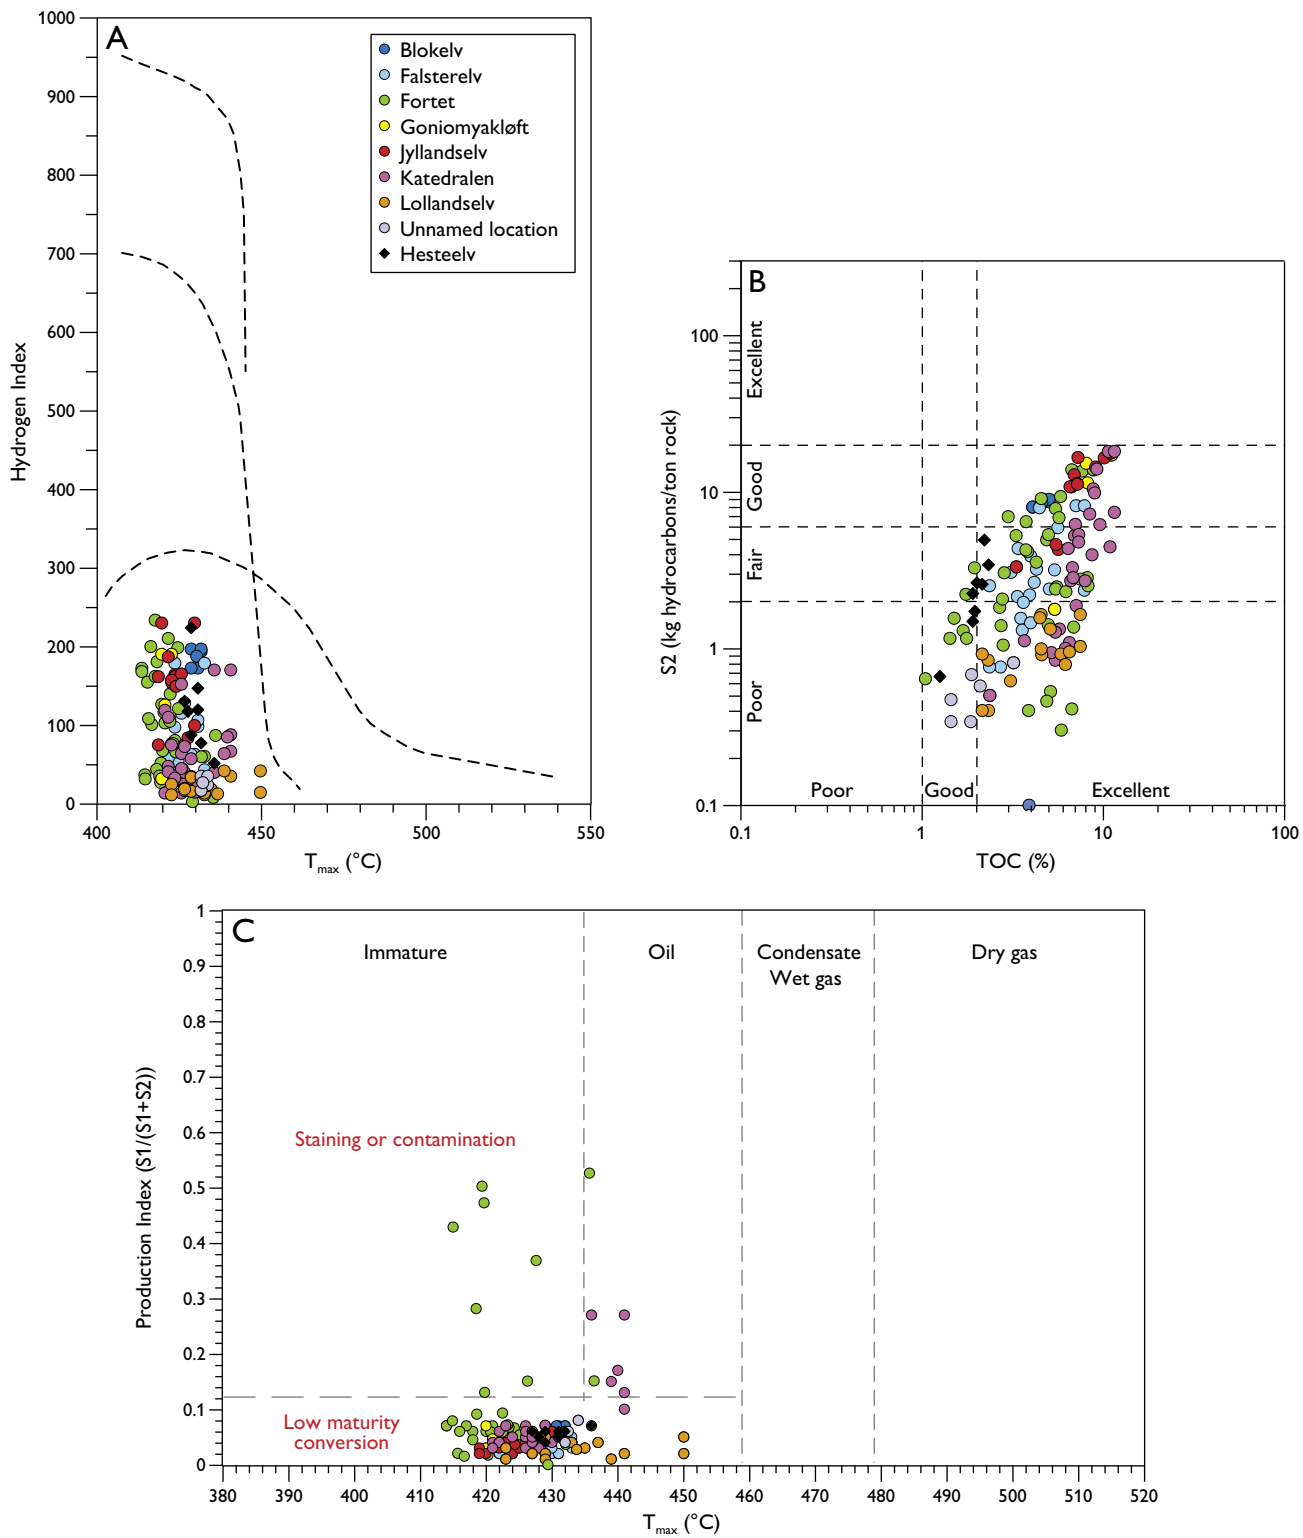 A
1000
900
800
700
600
500
400
300
200
100
0
Hydrogen Index
400
450
500
550
Tmax (°C)
Blokelv
Falsterelv
Fortet
Goniomyakløft
Jyllandselv
Katedralen
Lollandselv
Unnamed location
Hesteelv
B
100
10
1
0.1
S2 (kg hydrocarbons/ton rock)
Excellent
Good
Fair
Poor
Poor
Good
Excellent
0.1
1
10
100
TOC (%)
C
1
0.9
0.8
0.7
0.6
0.5
0.4
0.3
0.2
0.1
0
Production Index (S1/(S1+S2))
Immature
Oil
Condensate
Wet gas
Dry gas
Staining or contamination
Low maturity
conversion
380
390
400
410
420
430
440
450
460
470
480
490
500
510
520
Tmax (°C)